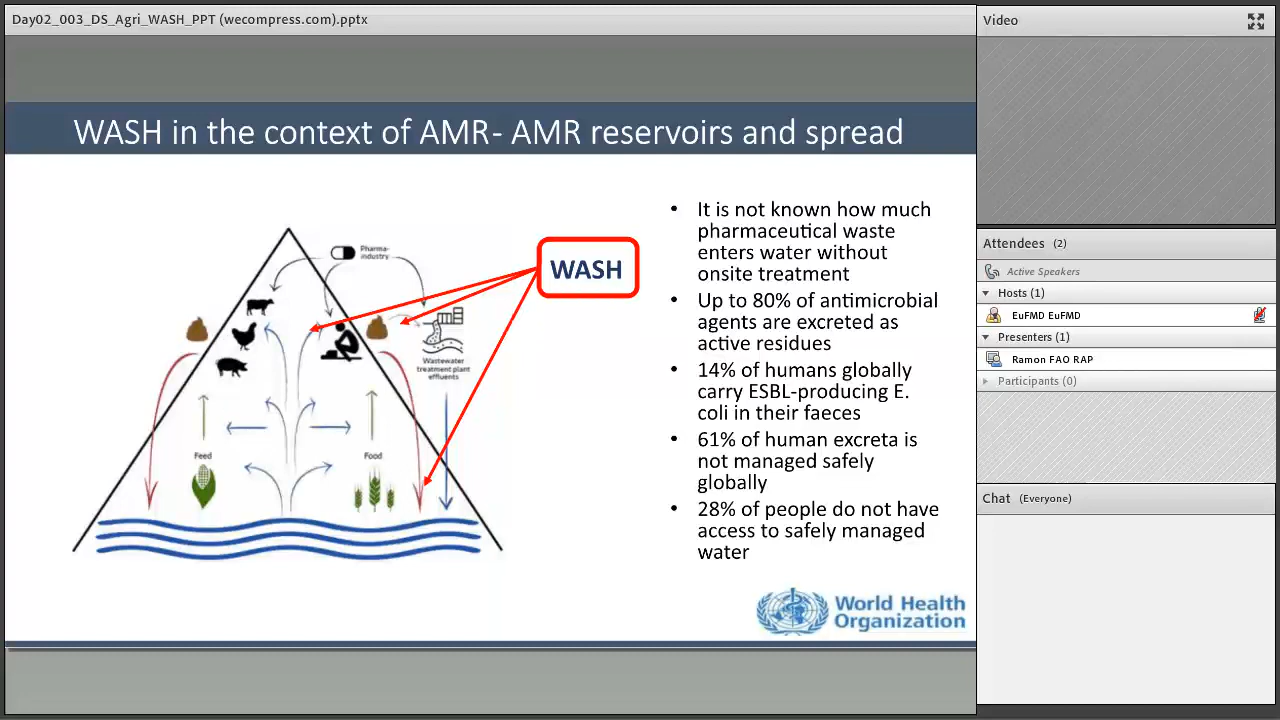 Day02_003_DS_Agri_WASH_PPT (wecompress.com).pptx
WASH in the context of AMR- AMR reservoirs and spread
Pharma-
industry
WASH
Wastewater
treatment plant
effluents
Feed
Food
• It is not known how much
pharmaceutical waste
enters water without
onsite treatment
• Up to 80% of antimicrobial
agents are excreted as
active residues
• 14% of humans globally
carry ESBL-producing E.
coli in their faeces
• 61% of human excreta is
not managed safely
globally
• 28% of people do not have
access to safely managed
water
World Health
Organization
Video
Attendees (2)
Active Speakers
Hosts (1)
EuFMD EuFMD
Presenters (1)
Ramon FAO RAP
Participants (0)
Chat (Everyone)